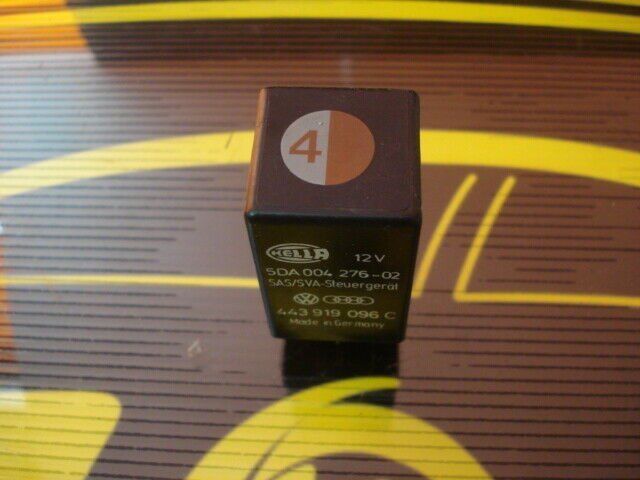 4
HELLA 12V
5DA 004 276-02
SAS/SVA-Steuergerät
443 919 096 C
Made in Germany